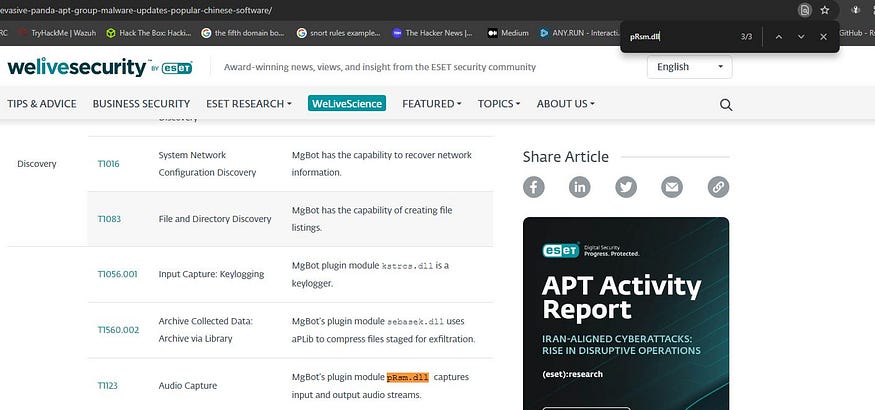 evasive-panda-apt-group-malware-updates-popular-chinese-software/
RC TryHackMe | Wazuh Hack The Box: Hacki... the fifth domain bo... snort rules example... The Hacker News |... Medium ANY.RUN - Interacti... GitHub - Rs
pRsm.dll 3/3
welivesecurity™ BY eset Award-winning news, views, and insight from the ESET security community English
TIPS & ADVICE BUSINESS SECURITY ESET RESEARCH WeLiveScience FEATURED TOPICS ABOUT US
Discovery
Discovery T1016 System Network Configuration Discovery MgBot has the capability to recover network information.
T1083 File and Directory Discovery MgBot has the capability of creating file listings.
T1056.001 Input Capture: Keylogging MgBot plugin module kstrcs.dll is a keylogger.
T1560.002 Archive Collected Data: Archive via Library MgBot's plugin module sebasek.dll uses aPLib to compress files staged for exfiltration.
T1123 Audio Capture MgBot's plugin module pRsm.dll captures input and output audio streams.
Share Article
eset Digital Security
Progress. Protected.
APT Activity
Report
IRAN-ALIGNED CYBERATTACKS:
RISE IN DISRUPTIVE OPERATIONS
(eset):research